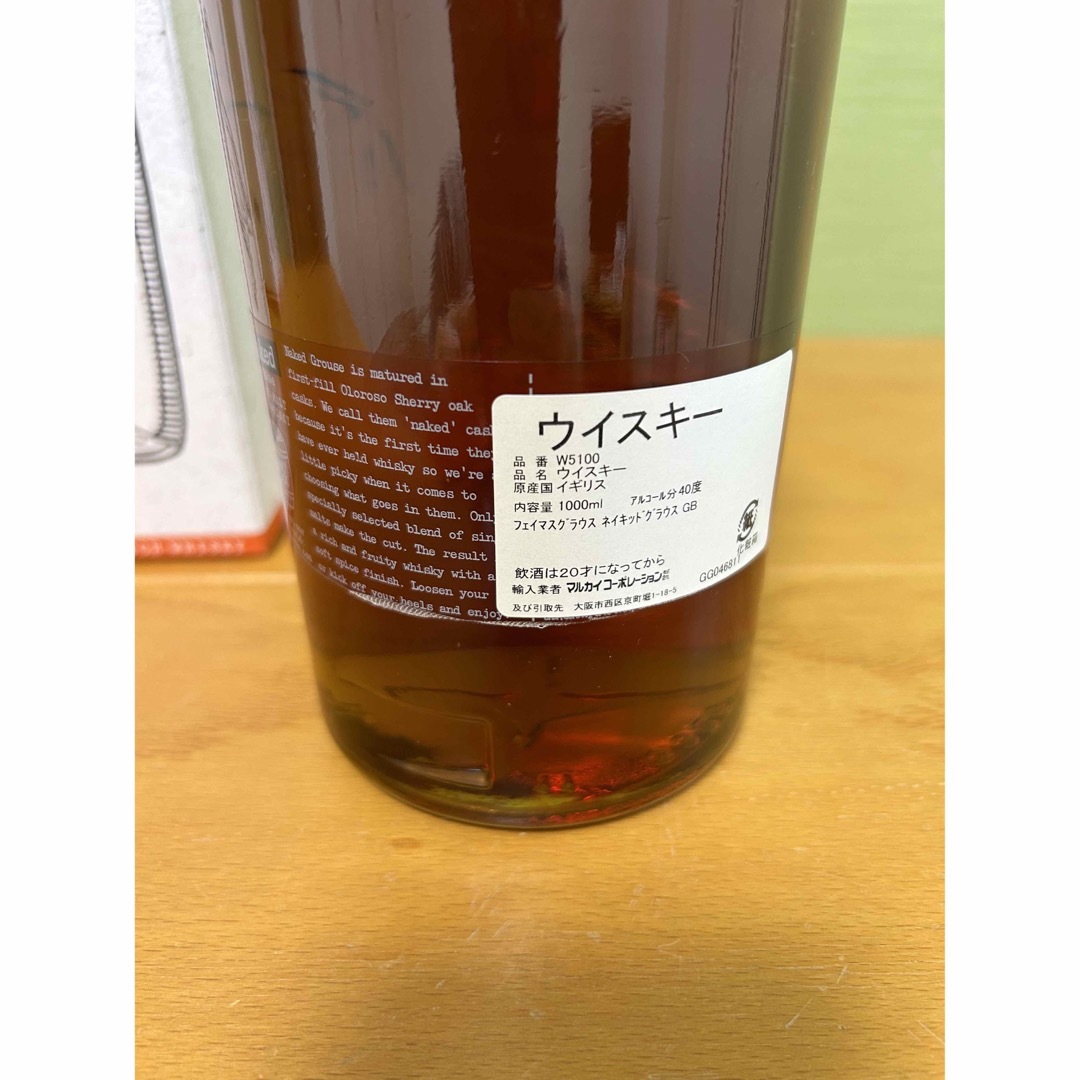 Naked Grouse is matured in
first-fill Oloroso Sherry oak
casks. We call them 'naked' cask
because it's the first time they
have ever held whisky so we're
little picky when it comes to
choosing what goes in them. Onl
specially selected blend of sin
malts make the cut. The result
a rich and fruity whisky with a
soft spice finish. Loosen your
or kick off your heels and enjoy
ウイスキー
品 番 W5100
品 名 ウイスキー
原産国 イギリス
内容量 1000ml アルコール分 40度
フェイマスグラウス ネイキッドグラウス GB
飲酒は20才になってから
輸入業者 マルカイコーポレーション
及び引取先 大阪市西区京町堀1-18-5
紙
化粧箱
GG04681